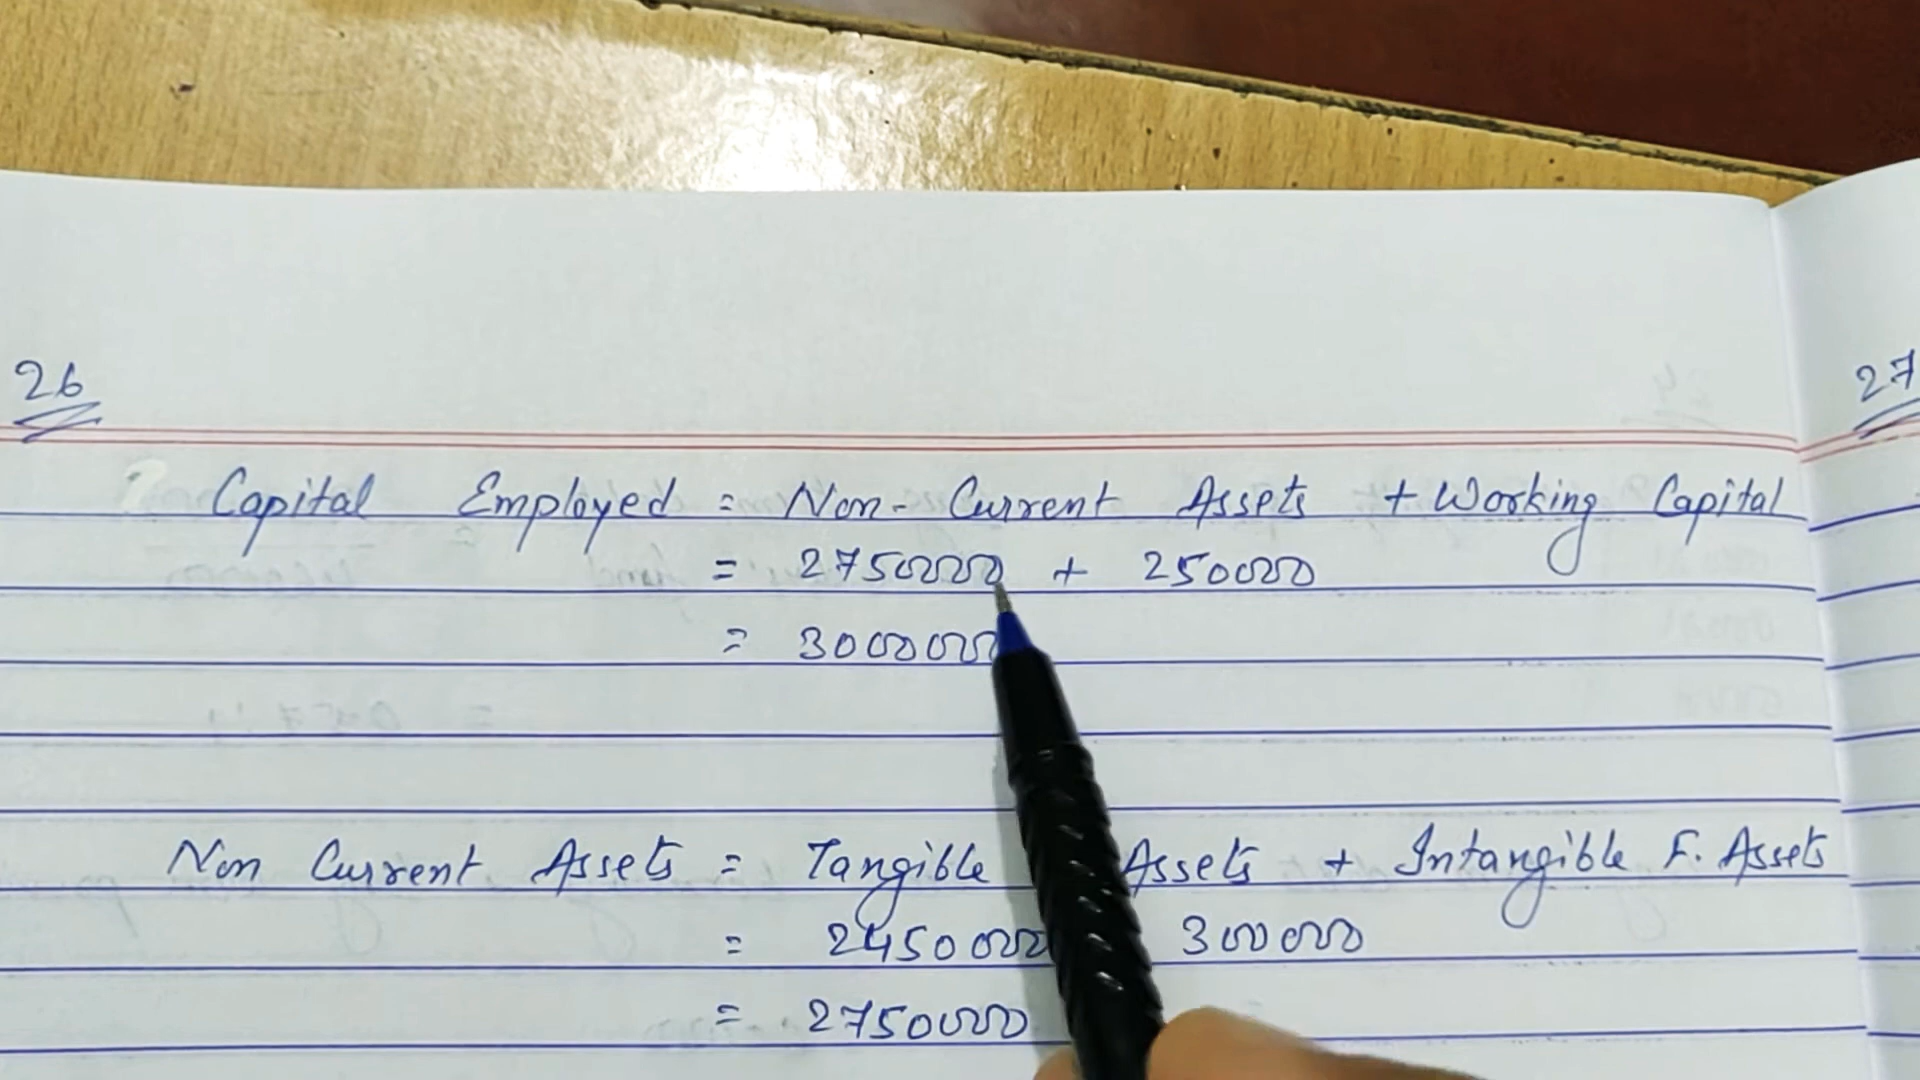 26
27
Capital Employed = Non-Current Assets + Working Capital
= 2750000 + 250000
= 3000000
Non Current Assets = Tangible Assets + Intangible F. Assets
= 2450000 300000
= 2750000